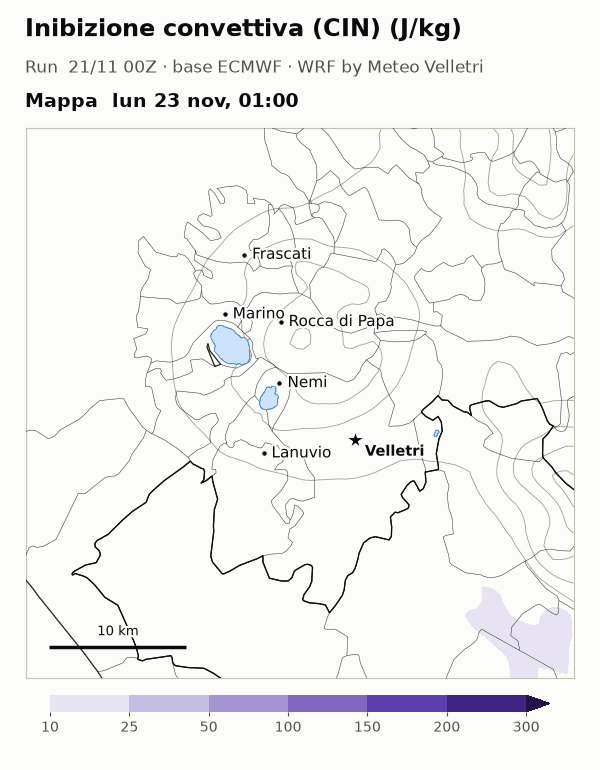 Inibizione convettiva (CIN) (J/kg)
Run  21/11 00Z · base ECMWF · WRF by Meteo Velletri
Mappa  lun 23 nov, 01:00
Frascati
Marino
Rocca di Papa
Nemi
Velletri
Lanuvio
10 km
10 25 50 100 150 200 300